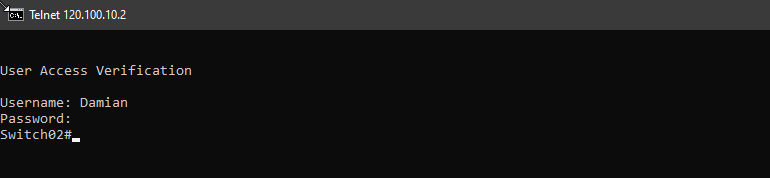 Telnet 120.100.10.2
User Access Verification
Username: Damian
Password:
Switch02#